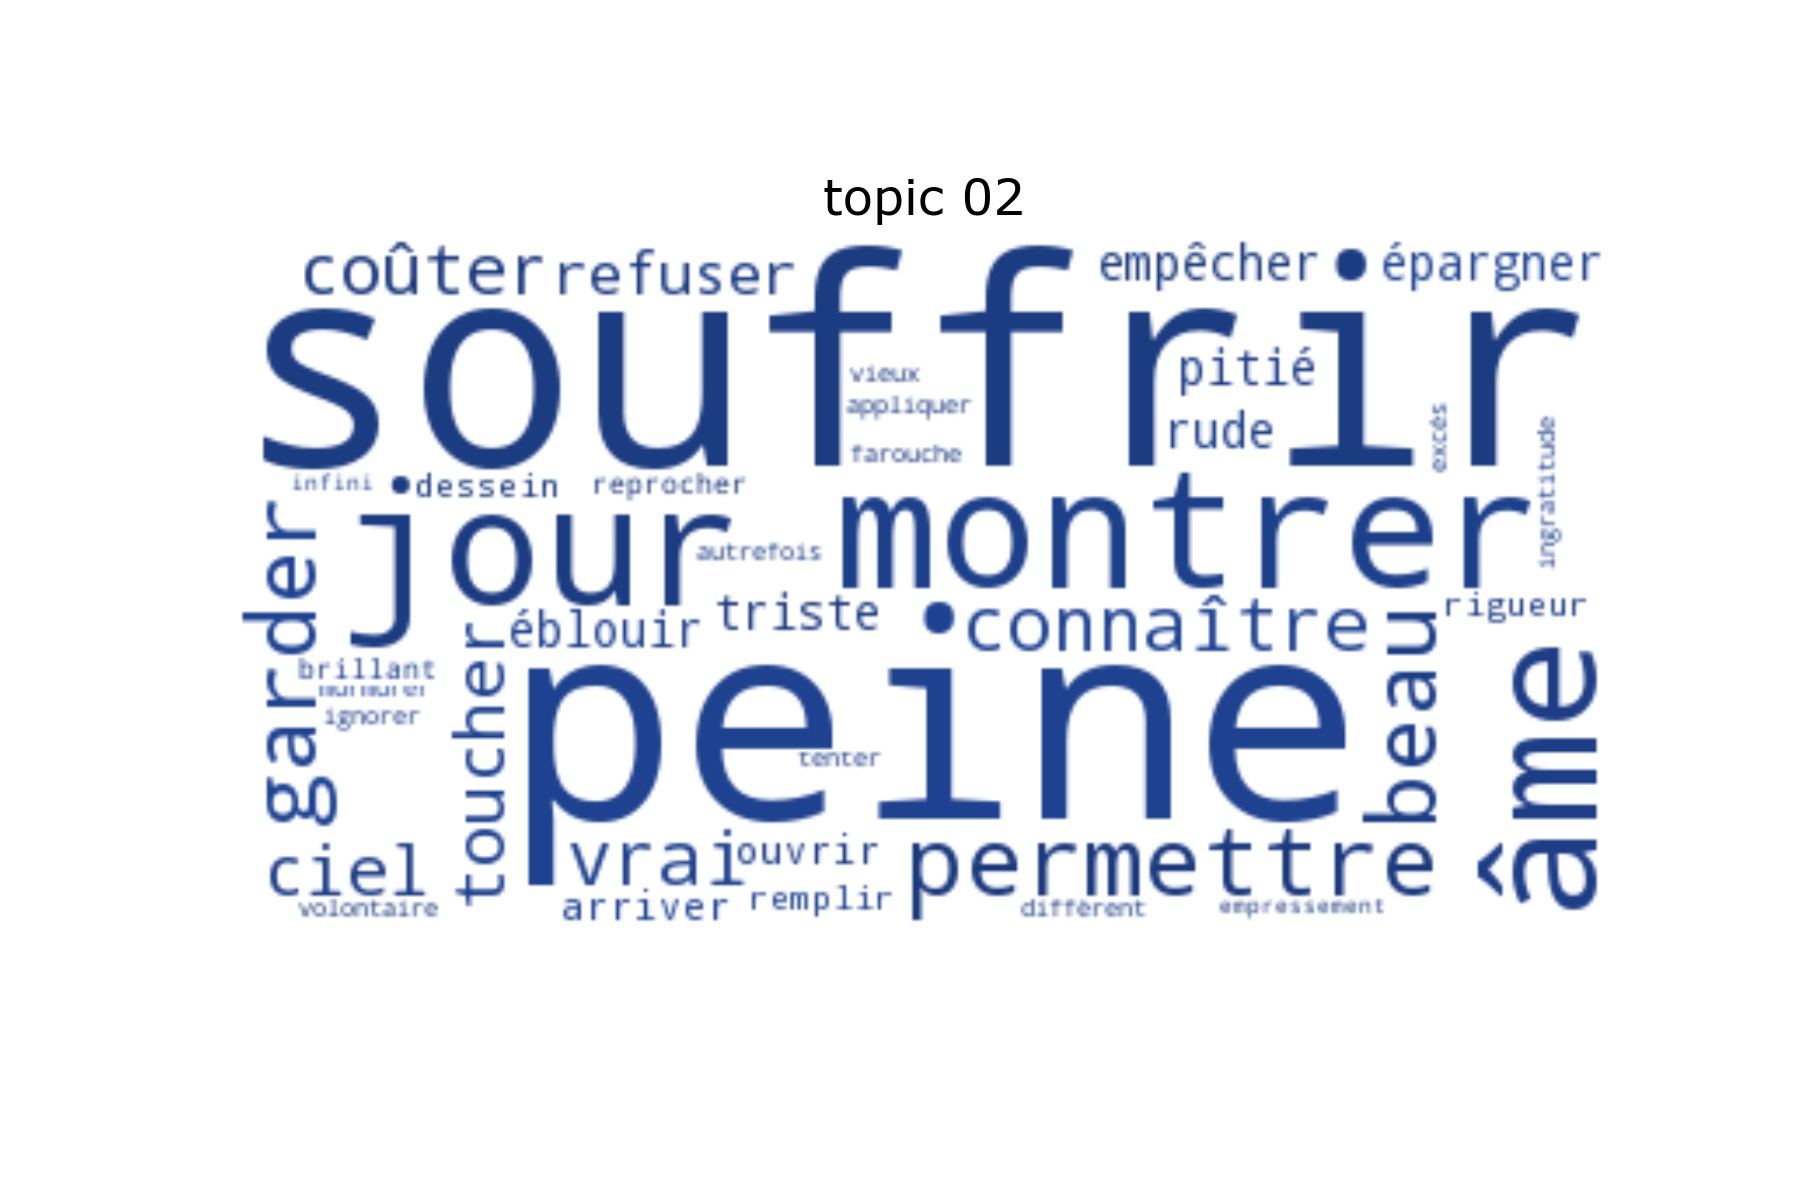 topic 02
coûter refuser empêcher épargner
souffrir
vieux pitié
appliquer rude
farouche excès
ingratitude
infini dessein reprocher
montrer
jour
autrefois
garder
éblouir triste connaître rigueur
beau
âme
brillant
toucher
ignorer
peine
tenter
ciel vrai ouvrir permettre
volontaire arriver remplir différent empressement